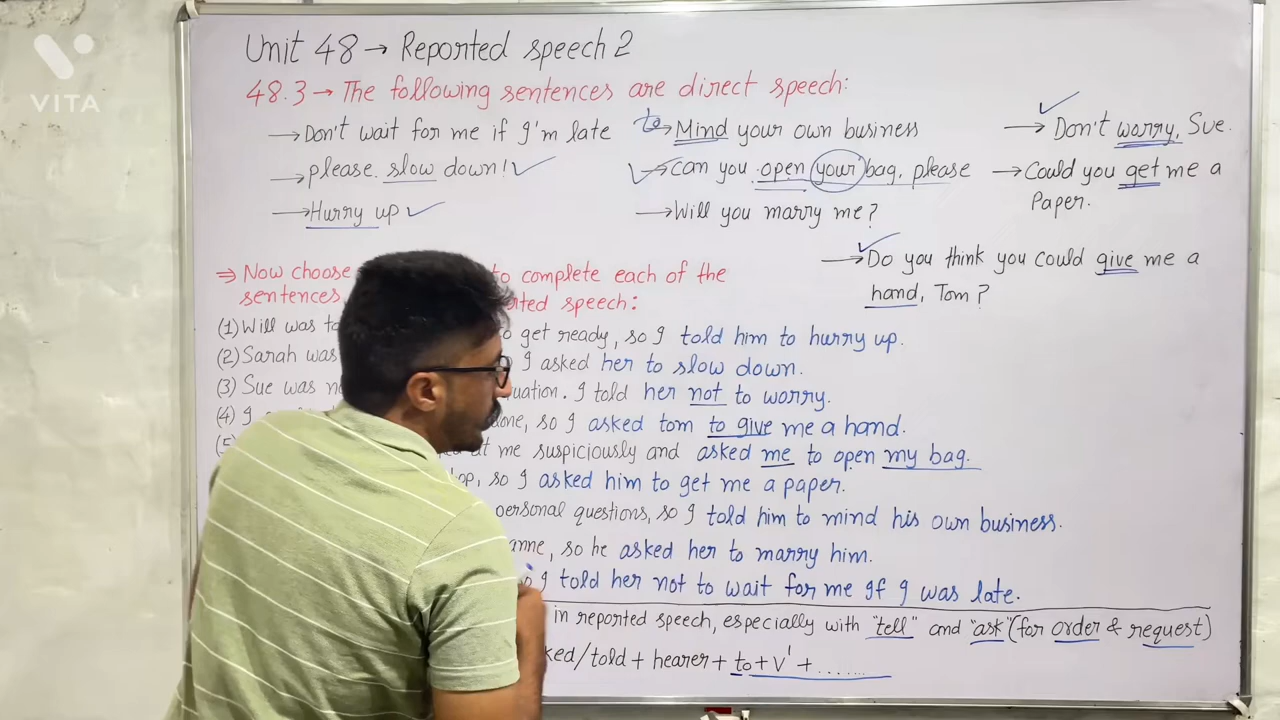 VITA
Unit 48 → Reported speech 2
48.3 → The following sentences are direct speech:
→ Don't wait for me if I'm late
→ please. slow down!
→ Hurry up
to → Mind your own business
→ can you open your bag, please
→ Will you marry me?
→ Don't worry, Sue.
→ Could you get me a
Paper.
→ Do you think you could give me a
hand, Tom?
⇒ Now choose to complete each of the
sentences speech:
(1) Will was to get ready, so I told him to hurry up.
(2) Sarah was I asked her to slow down.
(3) Sue was I told her not to worry.
(4) I so I asked tom to give me a hand.
(5) me suspiciously and asked me to open my bag.
so I asked him to get me a paper.
personal questions, so I told him to mind his own business.
so he asked her to marry him.
I told her not to wait for me If I was late.
in reported speech, especially with "tell" and "ask" (for order & request)
/told + hearer + to + V¹ + ........